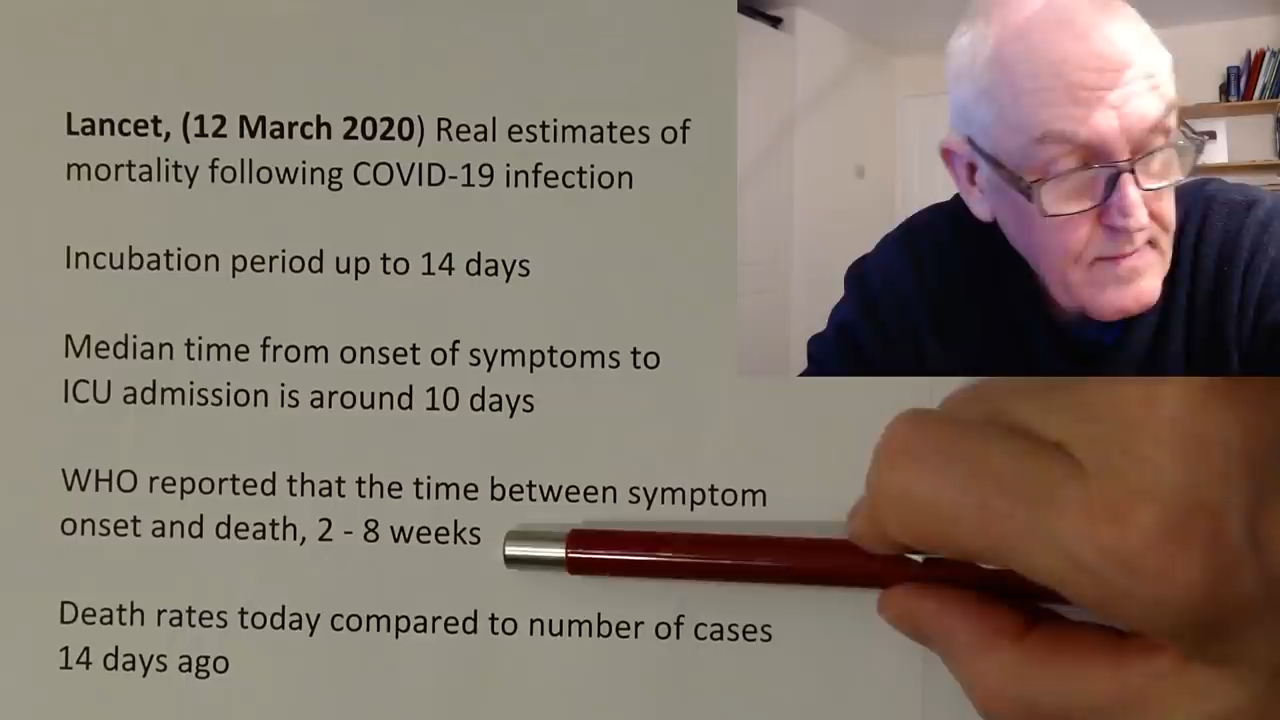 Lancet, (12 March 2020) Real estimates of
mortality following COVID-19 infection
Incubation period up to 14 days
Median time from onset of symptoms to
ICU admission is around 10 days
WHO reported that the time between symptom
onset and death, 2 - 8 weeks
Death rates today compared to number of cases
14 days ago